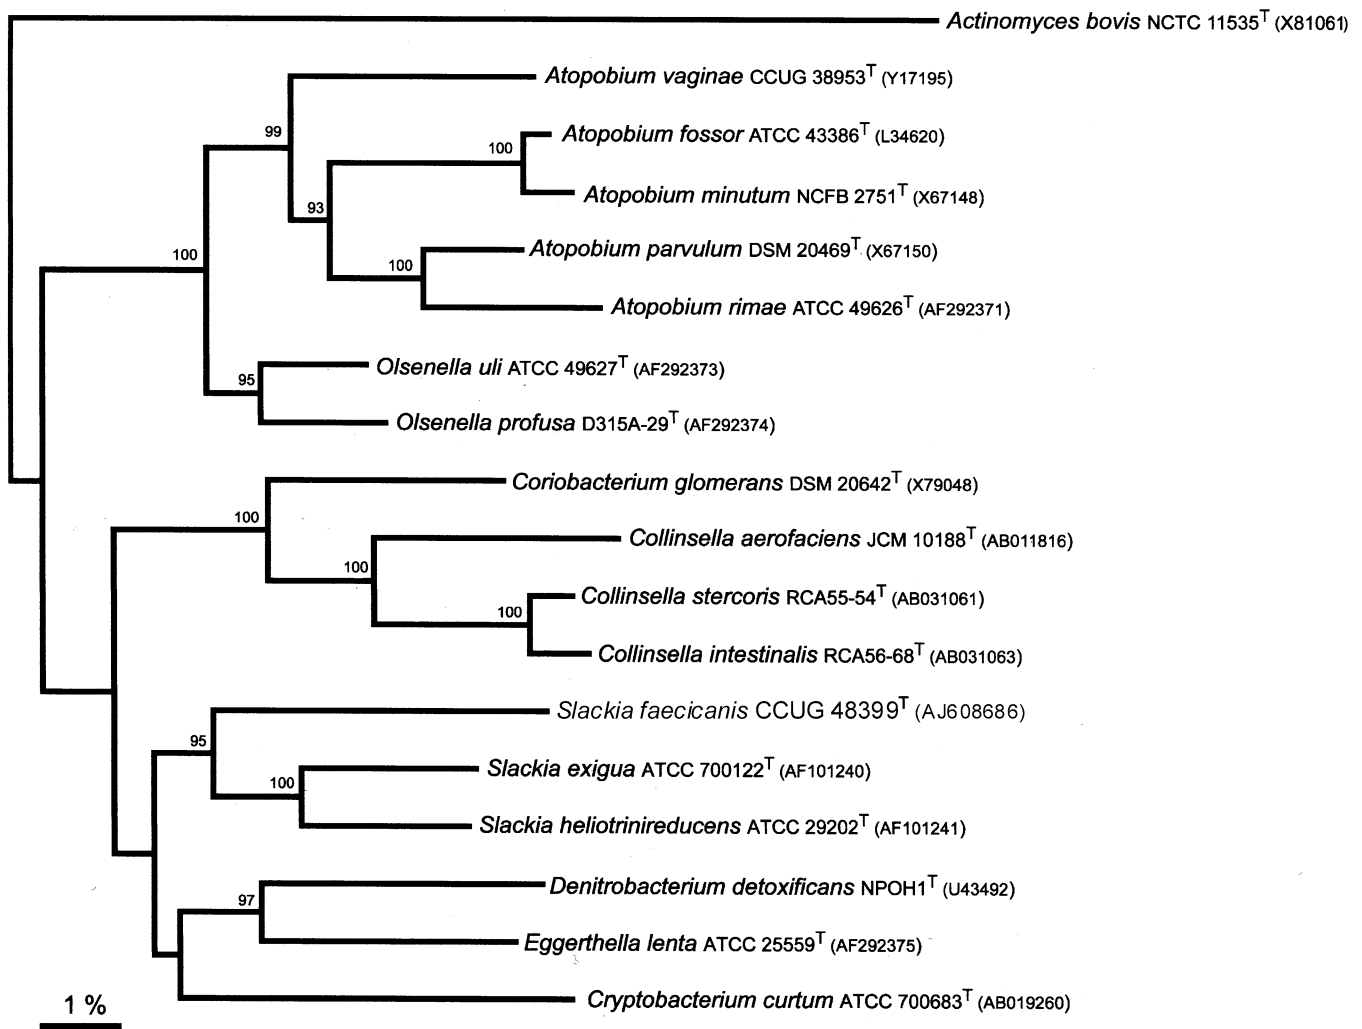 Actinomyces bovis NCTC 11535T (X81061)
Atopobium vaginae CCUG 38953T (Y17195)
99
Atopobium fossor ATCC 43386T (L34620)
100
Atopobium minutum NCFB 2751T (X67148)
93
Atopobium parvulum DSM 20469T (X67150)
100
100
Atopobium rimae ATCC 49626T (AF292371)
Olsenella uli ATCC 49627T (AF292373)
95
Olsenella profusa D315A-29T (AF292374)
Coriobacterium glomerans DSM 20642T (X79048)
100
Collinsella aerofaciens JCM 10188T (AB011816)
100
Collinsella stercoris RCA55-54T (AB031061)
100
Collinsella intestinalis RCA56-68T (AB031063)
Slackia faecicanis CCUG 48399T (AJ608686)
95
Slackia exigua ATCC 700122T (AF101240)
100
Slackia heliotrinireducens ATCC 29202T (AF101241)
Denitrobacterium detoxificans NPOH1T (U43492)
97
Eggerthella lenta ATCC 25559T (AF292375)
Cryptobacterium curtum ATCC 700683T (AB019260)
1 %